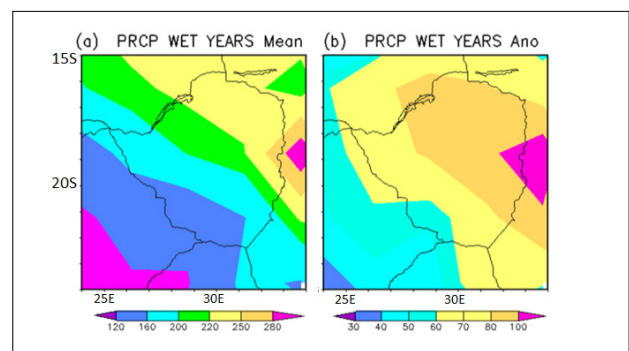 (a) PRCP WET YEARS Mean
(b) PRCP WET YEARS Ano
15S
20S
25E 30E
25E 30E
120 160 200 220 250 280
30 40 50 60 70 80 100